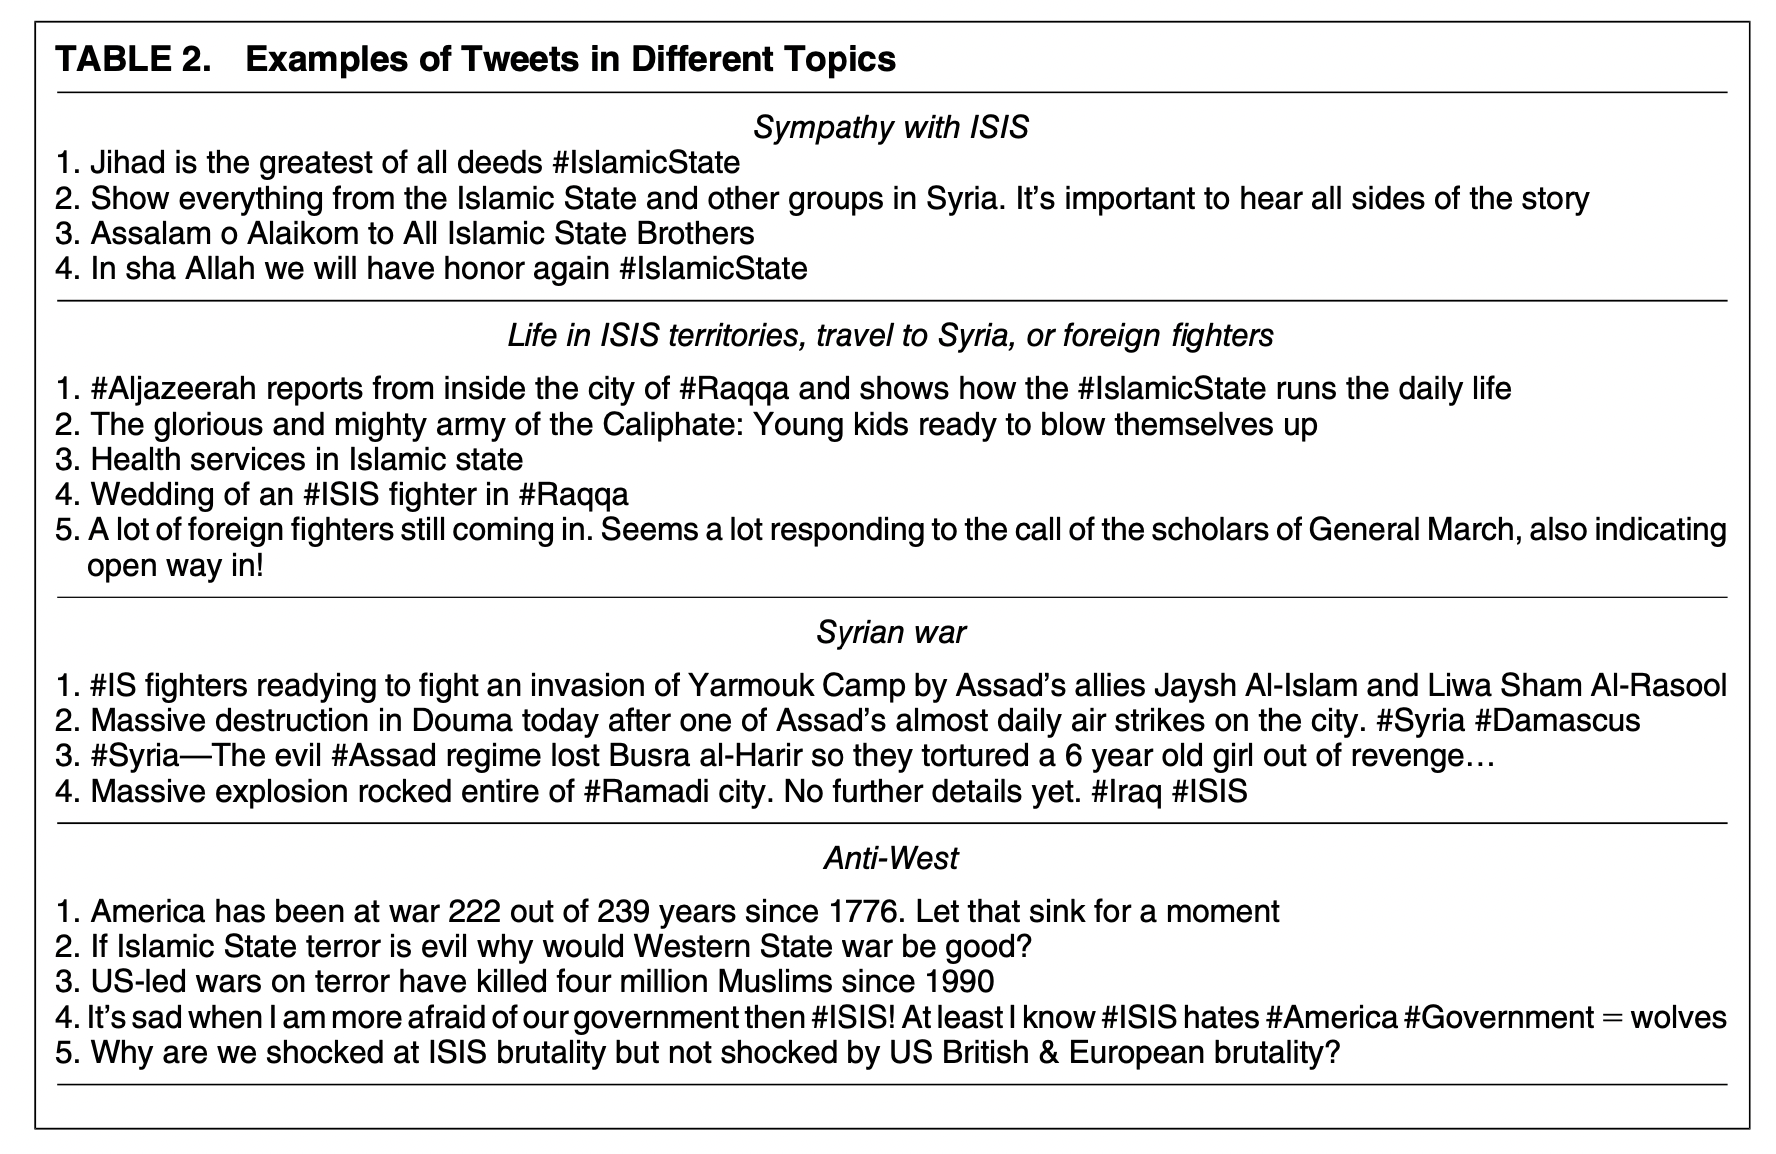 TABLE 2. Examples of Tweets in Different Topics
Sympathy with ISIS
1. Jihad is the greatest of all deeds #IslamicState
2. Show everything from the Islamic State and other groups in Syria. It’s important to hear all sides of the story
3. Assalam o Alaikom to All Islamic State Brothers
4. In sha Allah we will have honor again #IslamicState
Life in ISIS territories, travel to Syria, or foreign fighters
1. #Aljazeerah reports from inside the city of #Raqqa and shows how the #IslamicState runs the daily life
2. The glorious and mighty army of the Caliphate: Young kids ready to blow themselves up
3. Health services in Islamic state
4. Wedding of an #ISIS fighter in #Raqqa
5. A lot of foreign fighters still coming in. Seems a lot responding to the call of the scholars of General March, also indicating
open way in!
Syrian war
1. #IS fighters readying to fight an invasion of Yarmouk Camp by Assad’s allies Jaysh Al-Islam and Liwa Sham Al-Rasool
2. Massive destruction in Douma today after one of Assad’s almost daily air strikes on the city. #Syria #Damascus
3. #Syria—The evil #Assad regime lost Busra al-Harir so they tortured a 6 year old girl out of revenge…
4. Massive explosion rocked entire of #Ramadi city. No further details yet. #Iraq #ISIS
Anti-West
1. America has been at war 222 out of 239 years since 1776. Let that sink for a moment
2. If Islamic State terror is evil why would Western State war be good?
3. US-led wars on terror have killed four million Muslims since 1990
4. It’s sad when I am more afraid of our government then #ISIS! At least I know #ISIS hates #America #Government = wolves
5. Why are we shocked at ISIS brutality but not shocked by US British & European brutality?